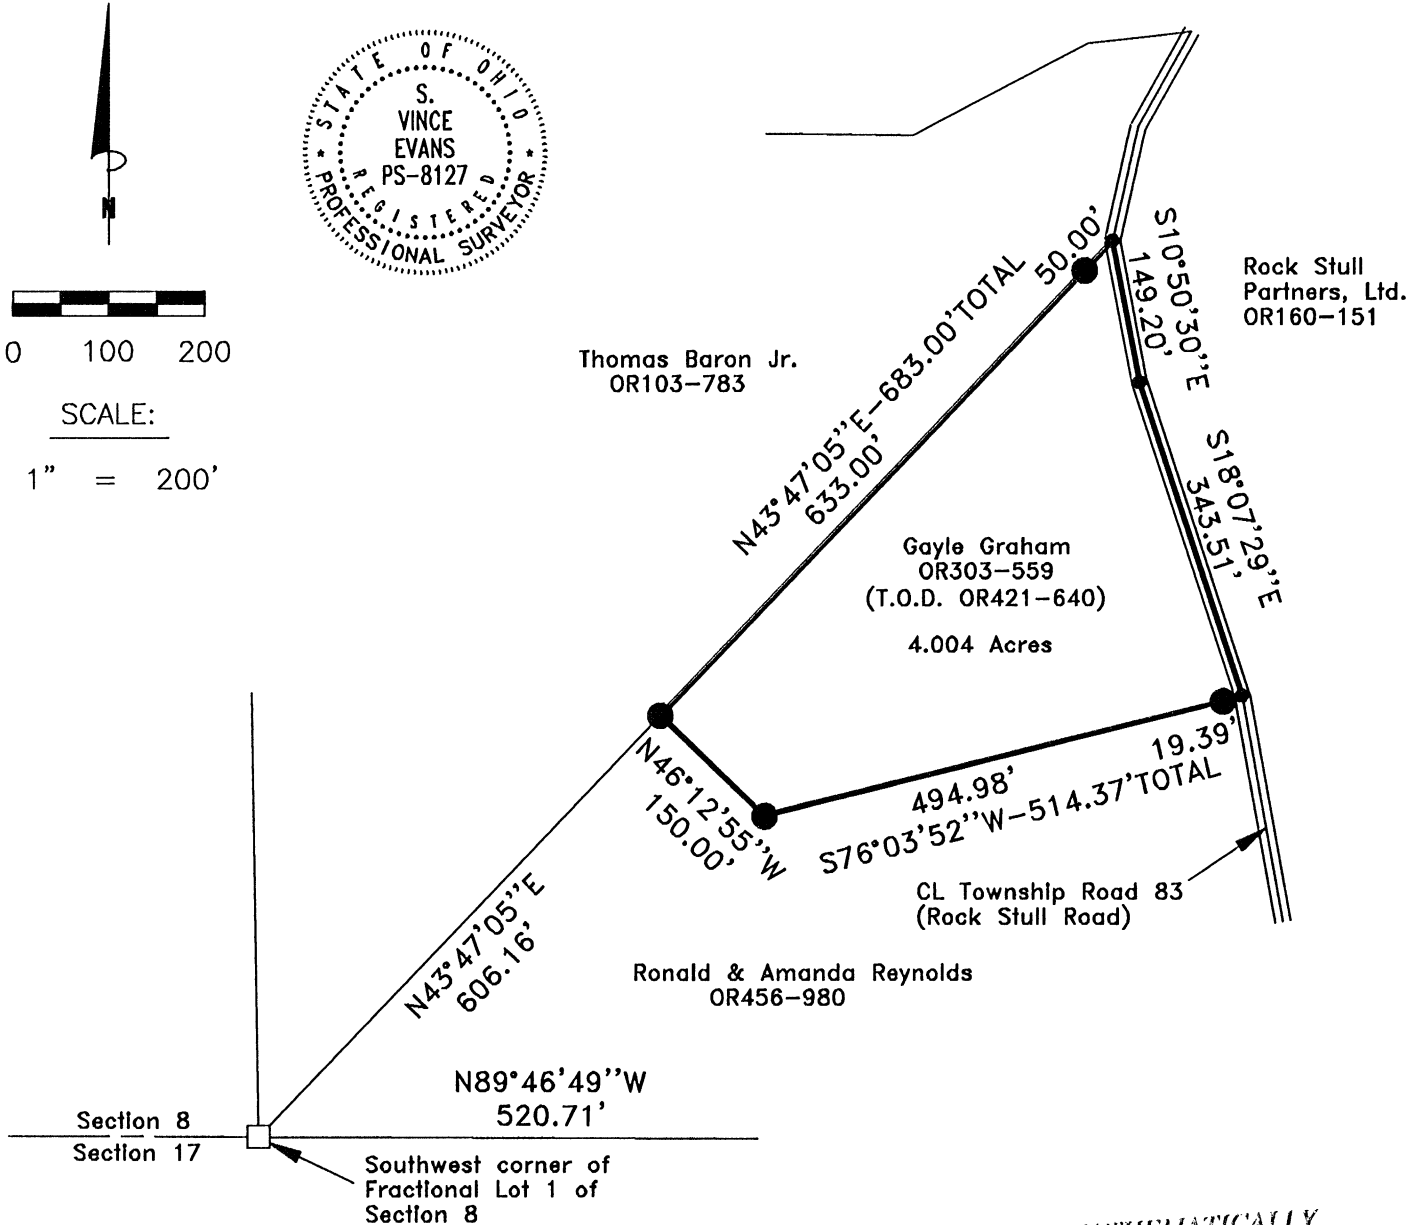 STATE OF OHIO
S.
VINCE
EVANS
PS-8127
REGISTERED
* PROFESSIONAL SURVEYOR *
N
0 100 200
SCALE:
1" = 200'
Thomas Baron Jr.
OR103-783
Rock Stull
Partners, Ltd.
OR160-151
50.00'
N43°47'05"E-683.00'TOTAL
633.00'
S10°50'30"E
149.20'
S18°07'29"E
343.51'
Gayle Graham
OR303-559
(T.O.D. OR421-640)
4.004 Acres
N46°12'55"W
150.00'
19.39'
494.98'
S76°03'52"W-514.37'TOTAL
CL Township Road 83
(Rock Stull Road)
N43°47'05"E
606.16'
Ronald & Amanda Reynolds
OR456-980
N89°46'49"W
520.71'
Section 8
Section 17
Southwest corner of
Fractional Lot 1 of
Section 8